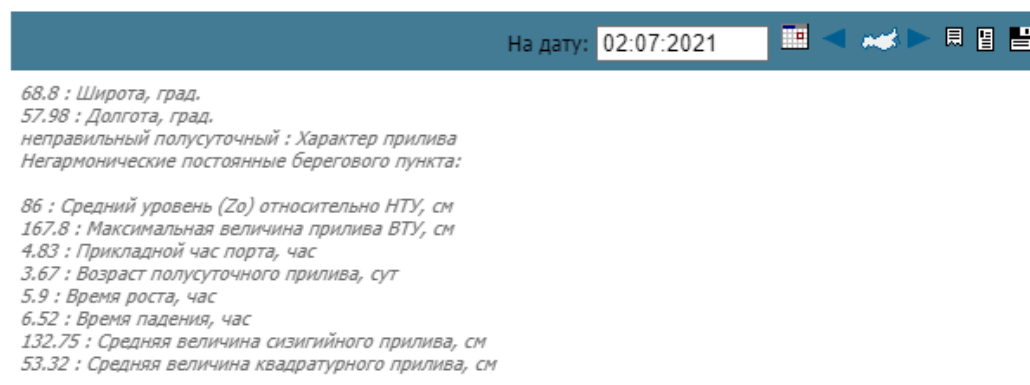 На дату: 02:07:2021
68.8 : Широта, град.
57.98 : Долгота, град.
неправильный полусуточный : Характер прилива
Негармонические постоянные берегового пункта:
86 : Средний уровень (Zo) относительно НТУ, см
167.8 : Максимальная величина прилива ВТУ, см
4.83 : Прикладной час порта, час
3.67 : Возраст полусуточного прилива, сут
5.9 : Время роста, час
6.52 : Время падения, час
132.75 : Средняя величина сизигийного прилива, см
53.32 : Средняя величина квадратурного прилива, см